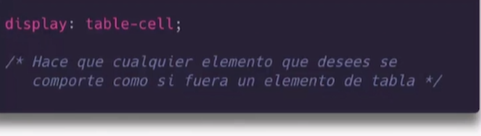 display: table-cell;
/* Hace que cualquier elemento que desees se
comporte como si fuera un elemento de tabla */